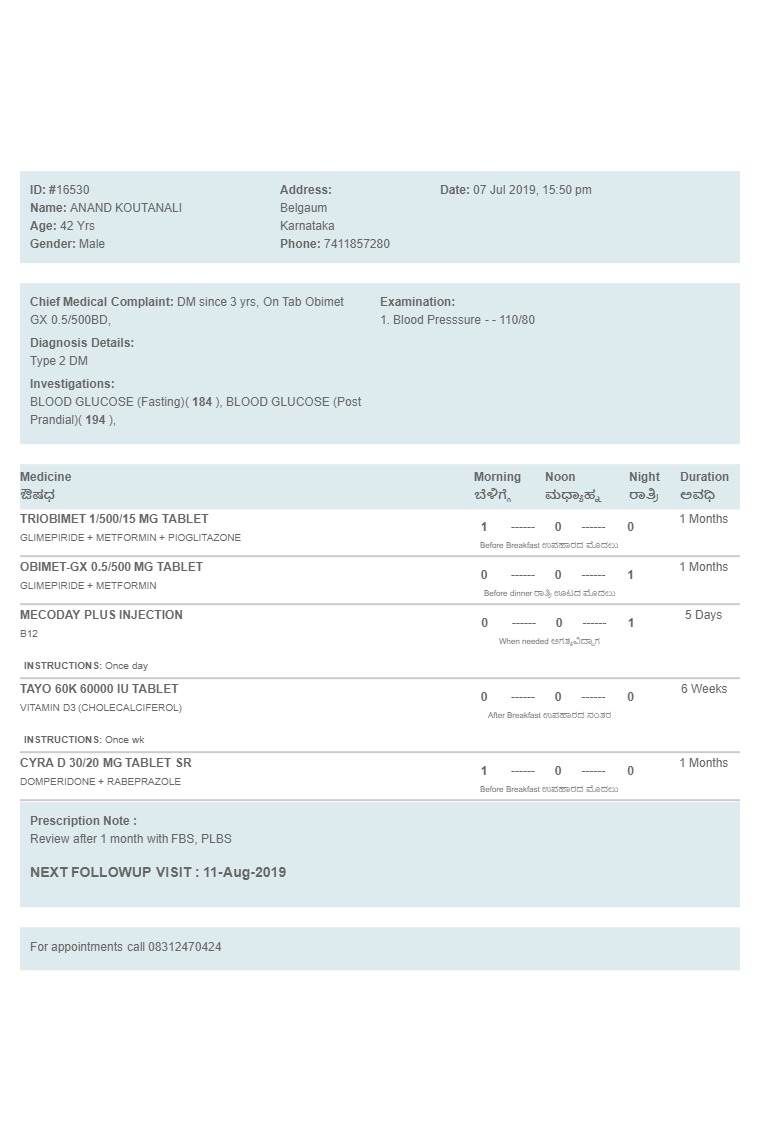 ID: #16530
Name: ANAND KOUTANALI
Age: 42 Yrs
Gender: Male
Address:
Belgaum
Karnataka
Phone: 7411857280
Date: 07 Jul 2019, 15:50 pm
Chief Medical Complaint: DM since 3 yrs, On Tab Obimet
GX 0.5/500BD,
Diagnosis Details:
Type 2 DM
Investigations:
BLOOD GLUCOSE (Fasting)( 184 ), BLOOD GLUCOSE (Post
Prandial)( 194 ),
Examination:
1. Blood Presssure - - 110/80
Medicine Morning Noon Night Duration
ಔಷಧ ಬೆಳಿಗ್ಗೆ ಮಧ್ಯಾಹ್ನ ರಾತ್ರಿ ಅವಧಿ
TRIOBIMET 1/500/15 MG TABLET 1 ------ 0 ------ 0 1 Months
GLIMEPIRIDE + METFORMIN + PIOGLITAZONE
Before Breakfast ಉಪಹಾರದ ಮೊದಲು
OBIMET-GX 0.5/500 MG TABLET 0 ------ 0 ------ 1 1 Months
GLIMEPIRIDE + METFORMIN
Before dinner ರಾತ್ರಿ ಊಟದ ಮೊದಲು
MECODAY PLUS INJECTION 0 ------ 0 ------ 1 5 Days
B12
When needed ಅಗತ್ಯವಿದ್ದಾಗ
INSTRUCTIONS: Once day
TAYO 60K 60000 IU TABLET 0 ------ 0 ------ 0 6 Weeks
VITAMIN D3 (CHOLECALCIFEROL)
After Breakfast ಉಪಹಾರದ ನಂತರ
INSTRUCTIONS: Once wk
CYRA D 30/20 MG TABLET SR 1 ------ 0 ------ 0 1 Months
DOMPERIDONE + RABEPRAZOLE
Before Breakfast ಉಪಹಾರದ ಮೊದಲು
Prescription Note :
Review after 1 month with FBS, PLBS
NEXT FOLLOWUP VISIT : 11-Aug-2019
For appointments call 08312470424